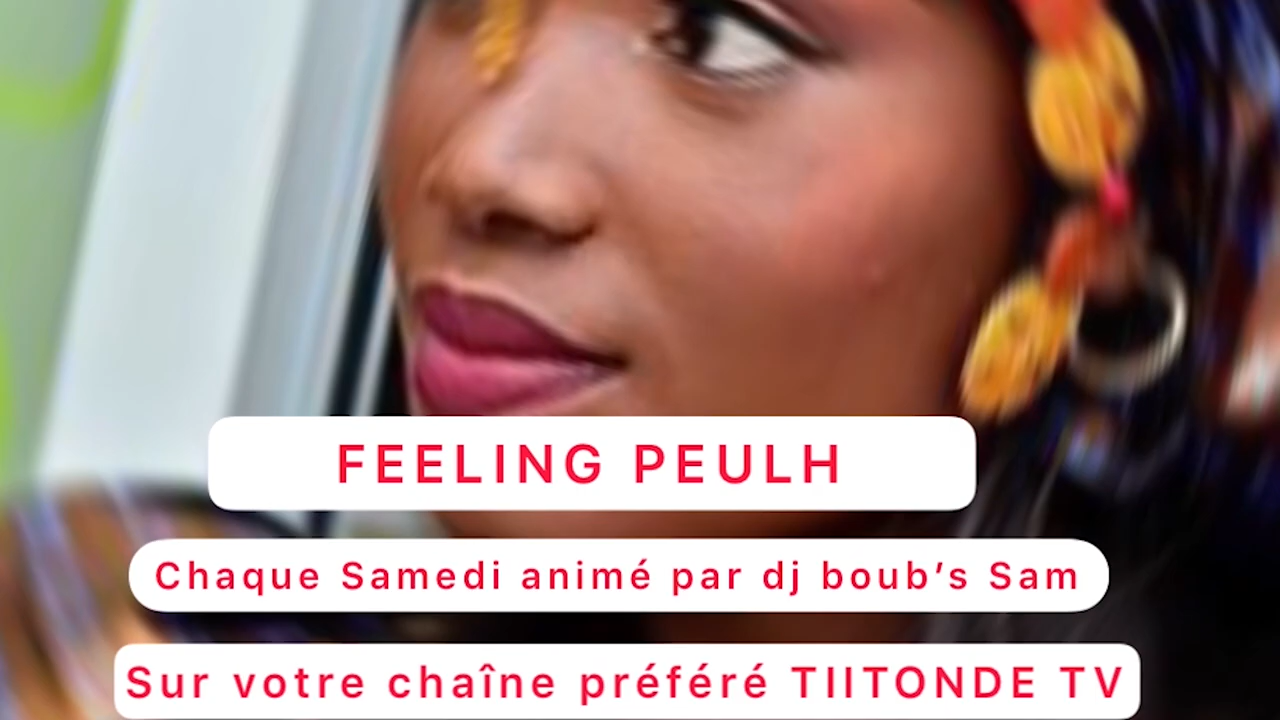 FEELING PEULH
Chaque Samedi animé par dj boub’s Sam
Sur votre chaîne préféré TIITONDE TV